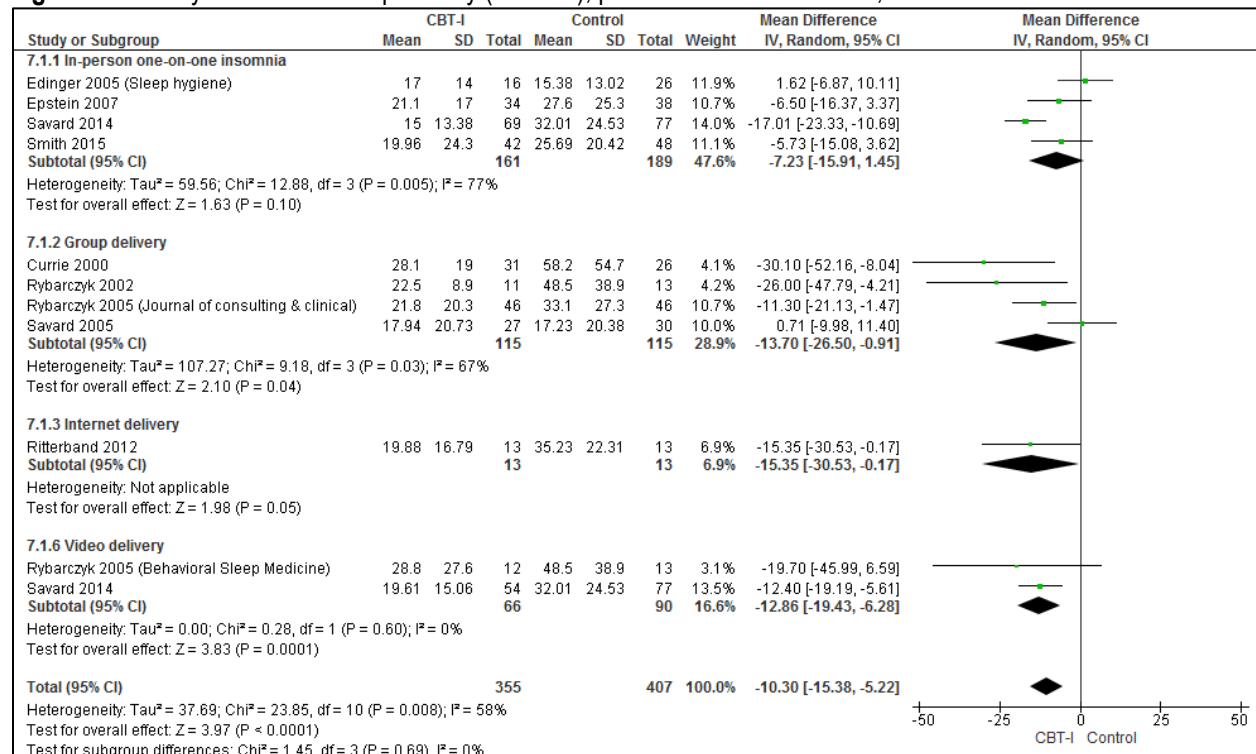 CBT-I Control Mean Difference Mean Difference
Study or Subgroup Mean SD Total Mean SD Total Weight IV, Random, 95% CI IV, Random, 95% CI
7.1.1 In-person one-on-one insomnia
Edinger 2005 (Sleep hygiene) 17 14 16 15.38 13.02 26 11.9% 1.62 [-6.87, 10.11]
Epstein 2007 21.1 17 34 27.6 25.3 38 10.7% -6.50 [-16.37, 3.37]
Savard 2014 15 13.38 69 32.01 24.53 77 14.0% -17.01 [-23.33, -10.69]
Smith 2015 19.96 24.3 42 25.69 20.42 48 11.1% -5.73 [-15.08, 3.62]
Subtotal (95% CI) 161 189 47.6% -7.23 [-15.91, 1.45]
Heterogeneity: Tau² = 59.56; Chi² = 12.88, df = 3 (P = 0.005); I² = 77%
Test for overall effect: Z = 1.63 (P = 0.10)
7.1.2 Group delivery
Currie 2000 28.1 19 31 58.2 54.7 26 4.1% -30.10 [-52.16, -8.04]
Rybarczyk 2002 22.5 8.9 11 48.5 38.9 13 4.2% -26.00 [-47.79, -4.21]
Rybarczyk 2005 (Journal of consulting & clinical) 21.8 20.3 46 33.1 27.3 46 10.7% -11.30 [-21.13, -1.47]
Savard 2005 17.94 20.73 27 17.23 20.38 30 10.0% 0.71 [-9.98, 11.40]
Subtotal (95% CI) 115 115 28.9% -13.70 [-26.50, -0.91]
Heterogeneity: Tau² = 107.27; Chi² = 9.18, df = 3 (P = 0.03); I² = 67%
Test for overall effect: Z = 2.10 (P = 0.04)
7.1.3 Internet delivery
Ritterband 2012 19.88 16.79 13 35.23 22.31 13 6.9% -15.35 [-30.53, -0.17]
Subtotal (95% CI) 13 13 6.9% -15.35 [-30.53, -0.17]
Heterogeneity: Not applicable
Test for overall effect: Z = 1.98 (P = 0.05)
7.1.6 Video delivery
Rybarczyk 2005 (Behavioral Sleep Medicine) 28.8 27.6 12 48.5 38.9 13 3.1% -19.70 [-45.99, 6.59]
Savard 2014 19.61 15.06 54 32.01 24.53 77 13.5% -12.40 [-19.19, -5.61]
Subtotal (95% CI) 66 90 16.6% -12.86 [-19.43, -6.28]
Heterogeneity: Tau² = 0.00; Chi² = 0.28, df = 1 (P = 0.60); I² = 0%
Test for overall effect: Z = 3.83 (P = 0.0001)
Total (95% CI) 355 407 100.0% -10.30 [-15.38, -5.22]
Heterogeneity: Tau² = 37.69; Chi² = 23.85, df = 10 (P = 0.008); I² = 58%
Test for overall effect: Z = 3.97 (P < 0.0001)
Test for subgroup differences: Chi² = 1.45, df = 3 (P = 0.69), I² = 0%
-50 -25 0 25 50
CBT-I Control